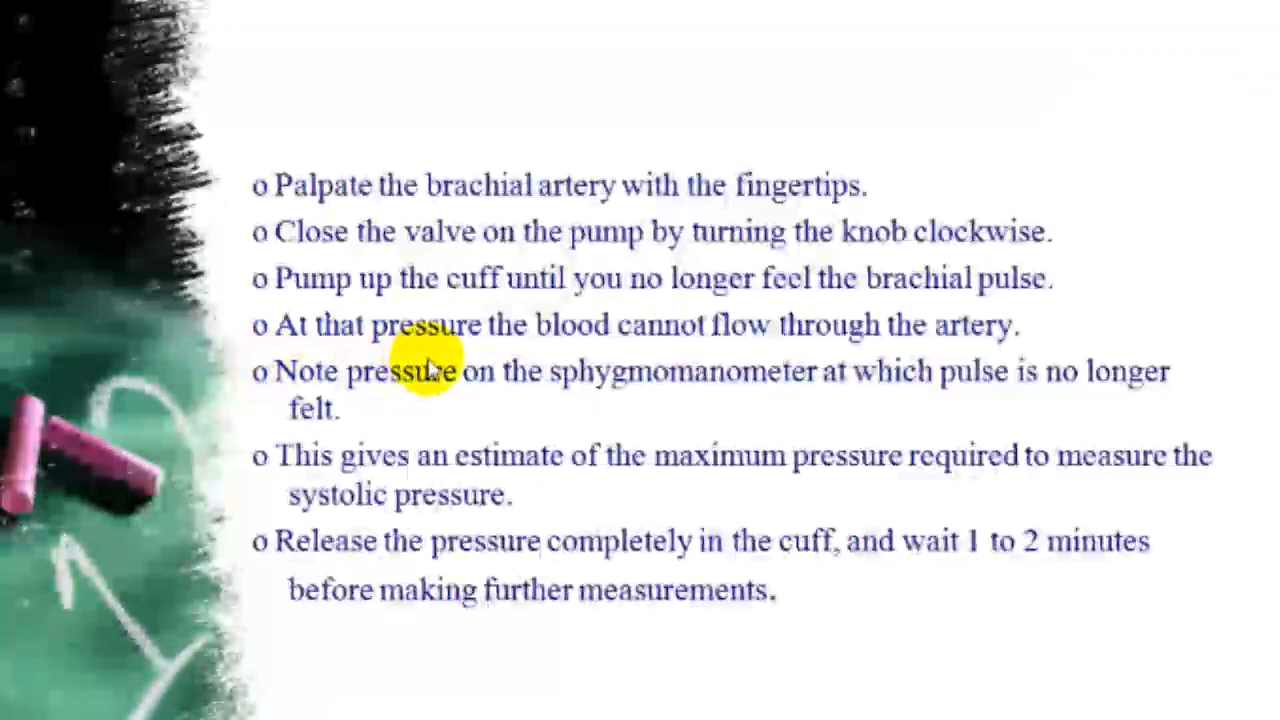 o Palpate the brachial artery with the fingertips.
o Close the valve on the pump by turning the knob clockwise.
o Pump up the cuff until you no longer feel the brachial pulse.
o At that pressure the blood cannot flow through the artery.
o Note pressure on the sphygmomanometer at which pulse is no longer
felt.
o This gives an estimate of the maximum pressure required to measure the
systolic pressure.
o Release the pressure completely in the cuff, and wait 1 to 2 minutes
before making further measurements.